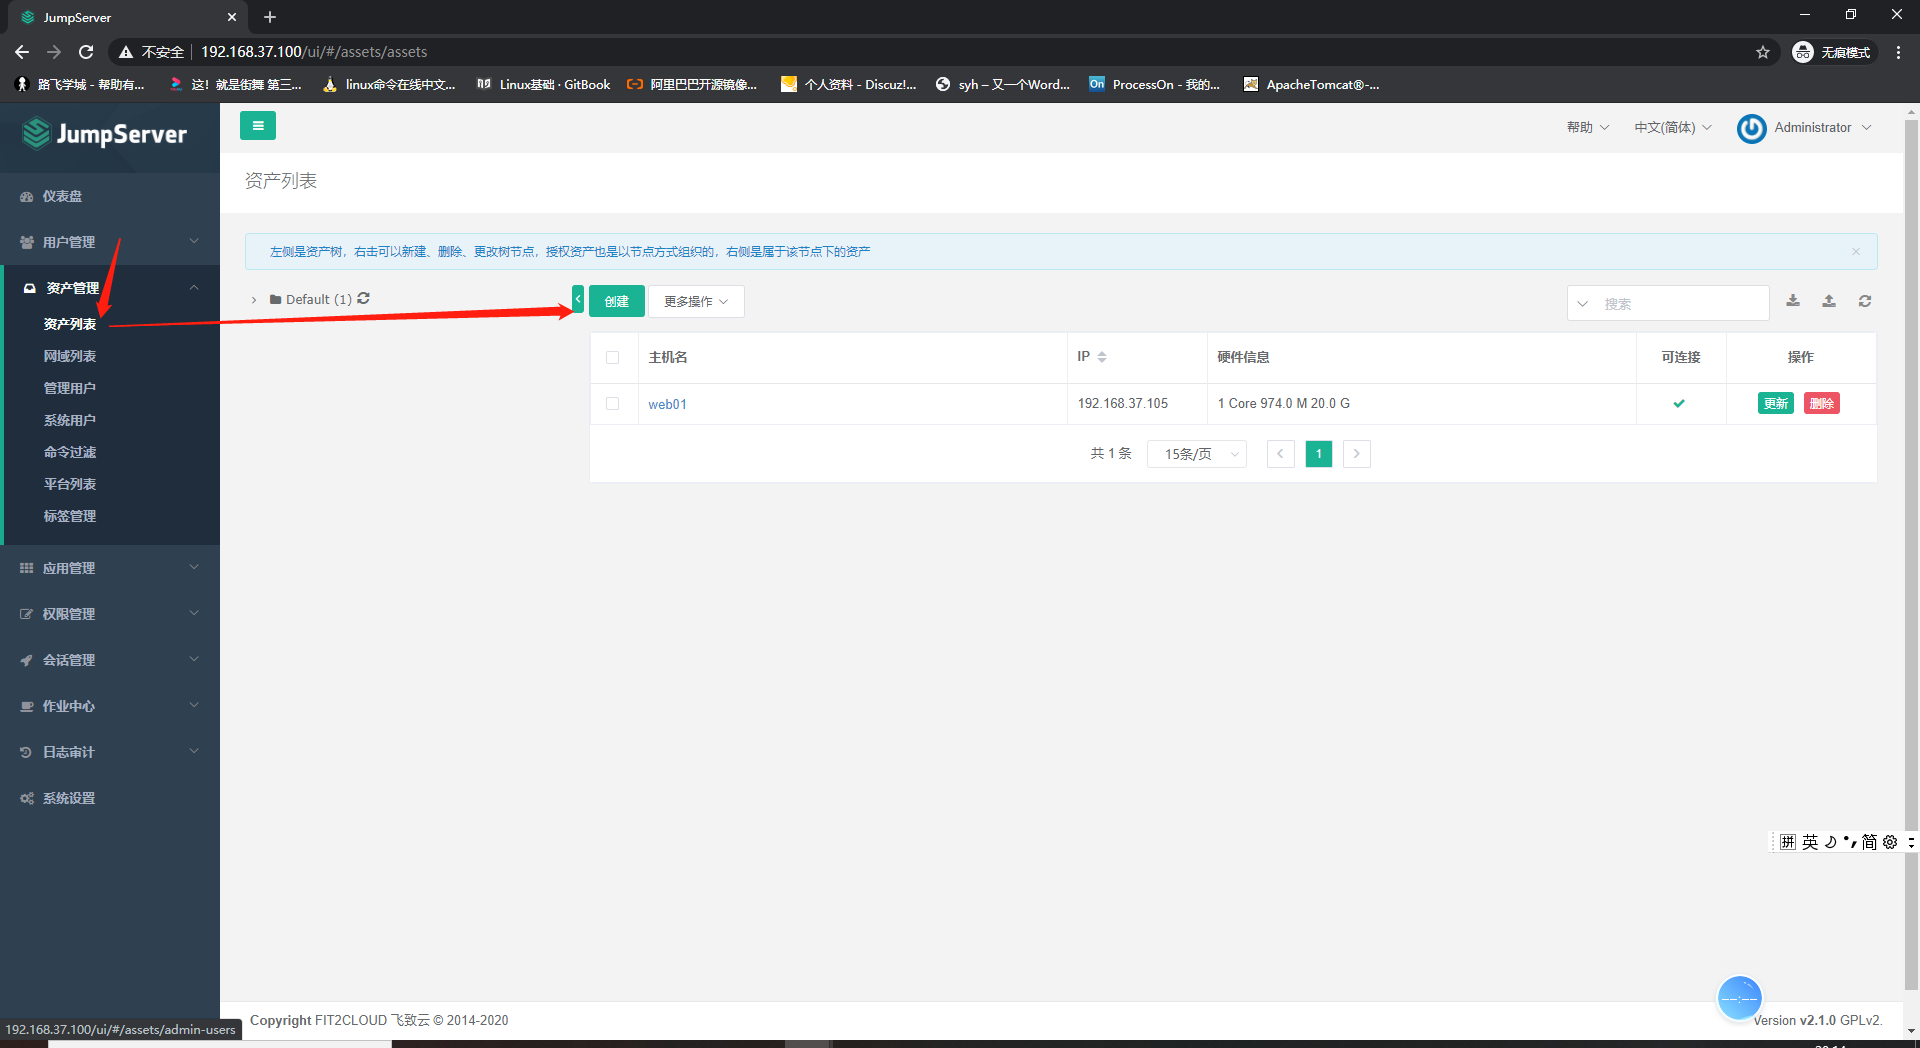 JumpServer
不安全 192.168.37.100/ui/#/assets/assets
无痕模式
路飞学城 - 帮助有...
这！就是街舞 第三...
linux命令在线中文...
Linux基础 · GitBook
阿里巴巴开源镜像...
个人资料 - Discuz!...
syh – 又一个Word...
On ProcessOn - 我的...
ApacheTomcat®-...
JumpServer
帮助
中文(简体)
Administrator
仪表盘
用户管理
资产管理
资产列表
网域列表
管理用户
系统用户
命令过滤
平台列表
标签管理
应用管理
权限管理
会话管理
作业中心
日志审计
系统设置
资产列表
左侧是资产树，右击可以新建、删除、更改树节点，授权资产也是以节点方式组织的，右侧是属于该节点下的资产
Default (1)
创建
更多操作
搜索
主机名 IP 硬件信息 可连接 操作
web01 192.168.37.105 1 Core 974.0 M 20.0 G 更新 删除
共 1 条 15条/页 1
拼 英 简
Copyright FIT2CLOUD 飞致云 © 2014-2020
Version v2.1.0 GPLv2.
192.168.37.100/ui/#/assets/admin-users